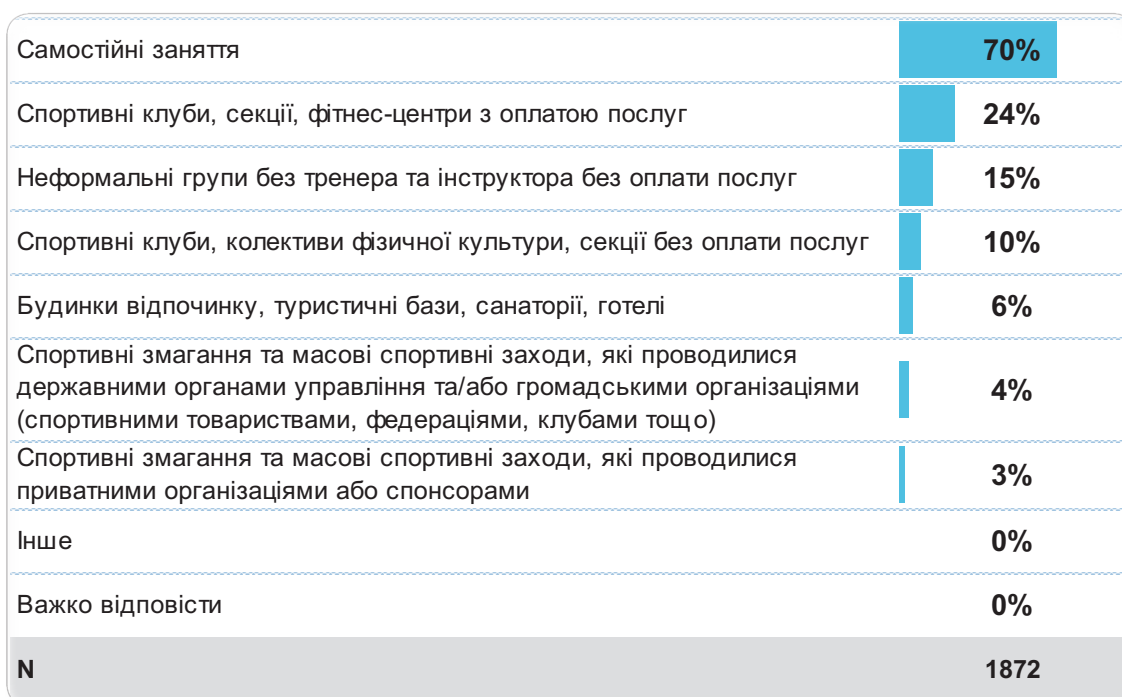 Самостійні заняття 70%
Спортивні клуби, секції, фітнес-центри з оплатою послуг 24%
Неформальні групи без тренера та інструктора без оплати послуг 15%
Спортивні клуби, колективи фізичної культури, секції без оплати послуг 10%
Будинки відпочинку, туристичні бази, санаторії, готелі 6%
Спортивні змагання та масові спортивні заходи, які проводилися
державними органами управління та/або громадськими організаціями 4%
(спортивними товариствами, федераціями, клубами тощо)
Спортивні змагання та масові спортивні заходи, які проводилися
приватними організаціями або спонсорами 3%
Інше 0%
Важко відповісти 0%
N 1872